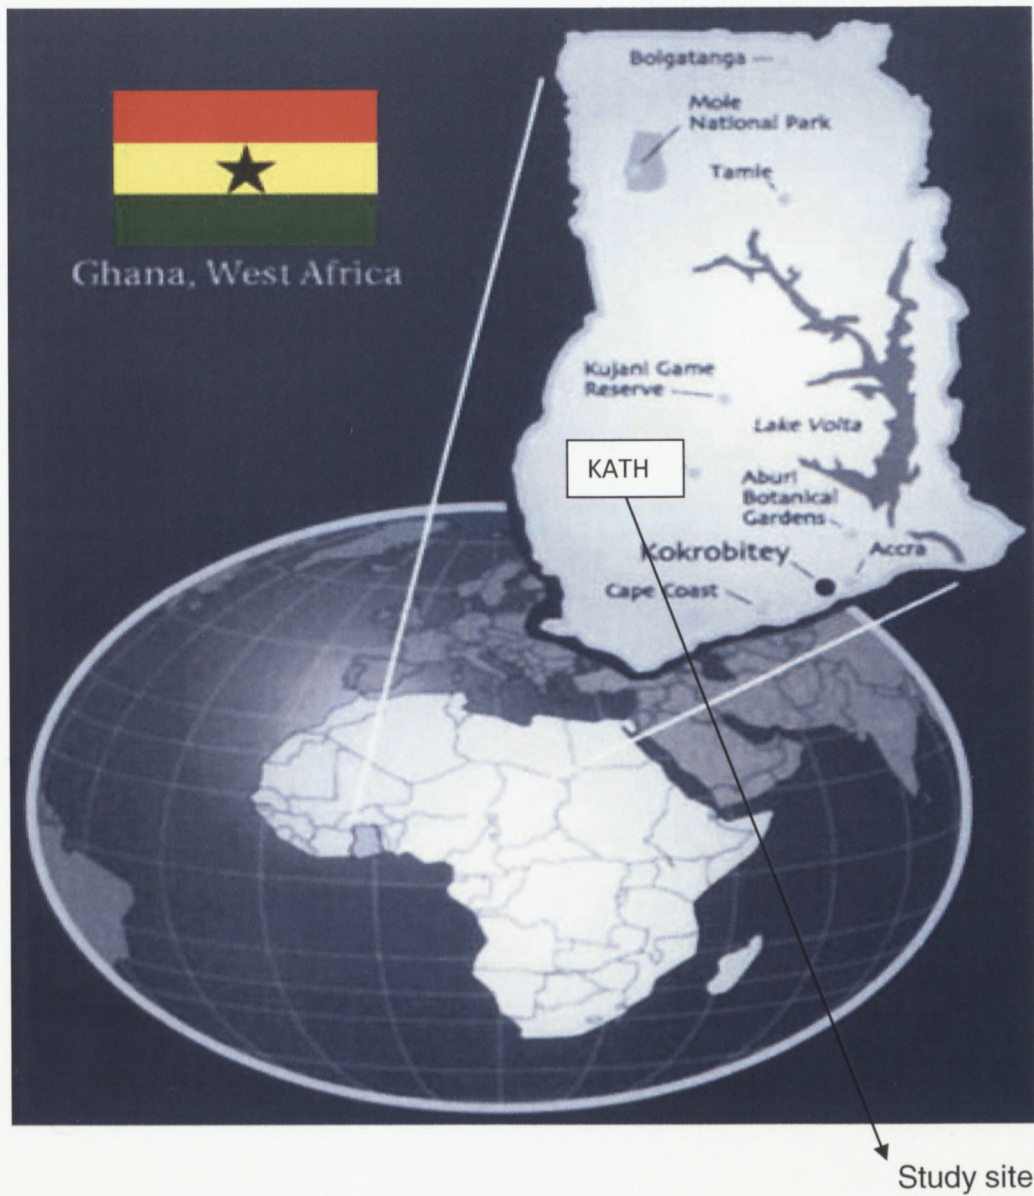 Bolgatanga
Mole
National Park
Tamle
Ghana, West Africa
Kujani Game
Reserve
Lake Volta
KATH
Aburi
Botanical
Gardens
Kokrobitey
Accra
Cape Coast
Study site